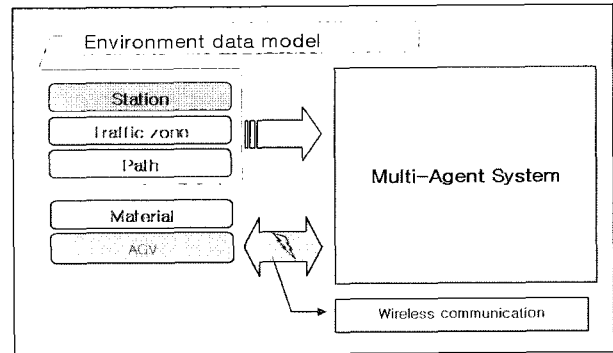 Environment data model
Station
Traffic zone
Path
Material
AGV
Multi-Agent System
Wireless communication